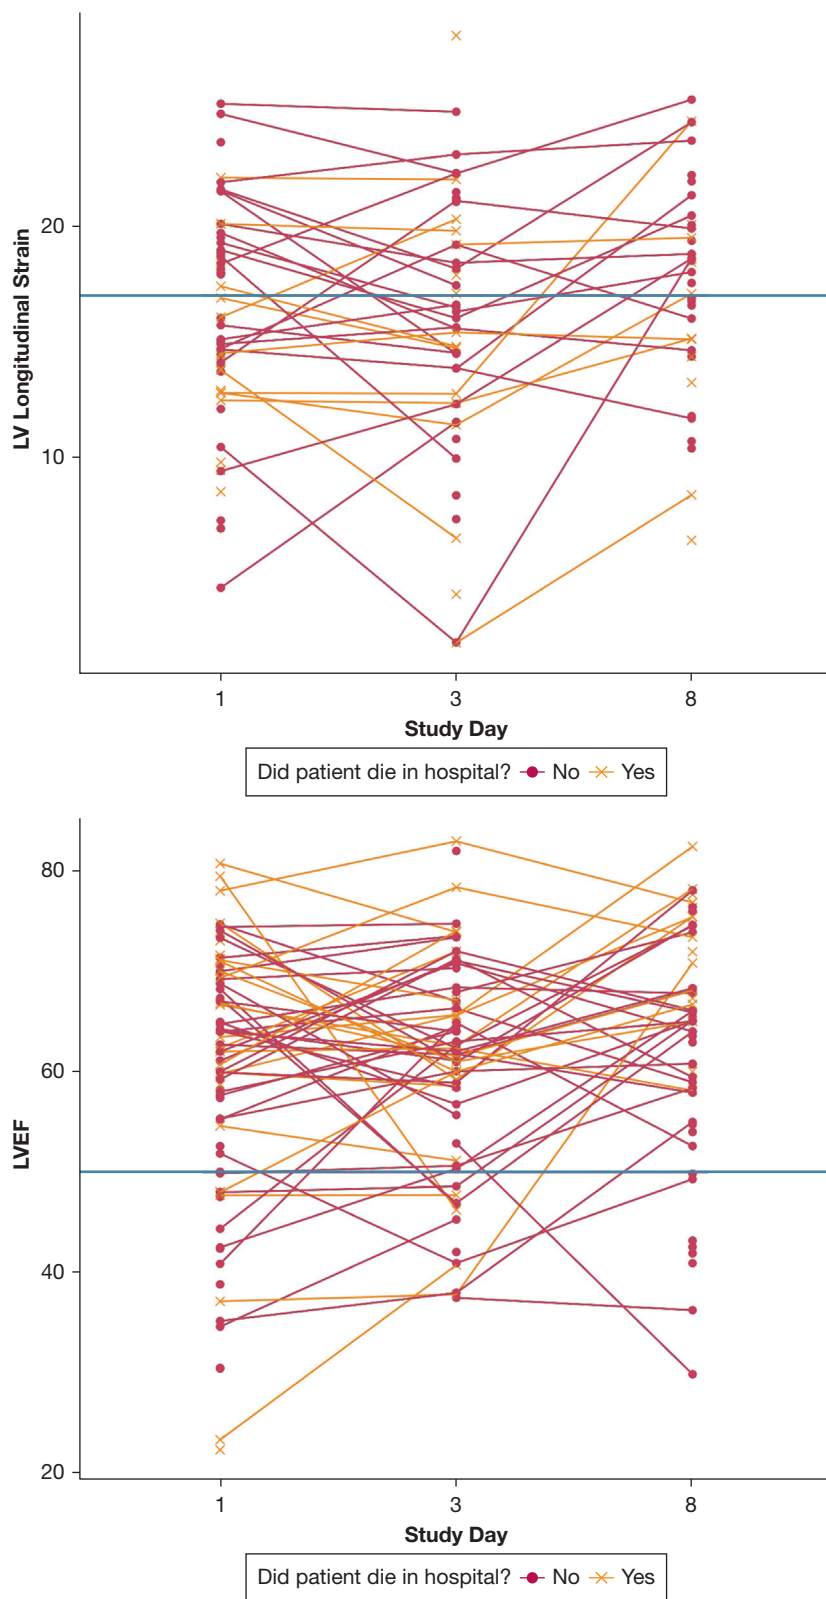 LV Longitudinal Strain
20
10
1 3 8
Study Day
Did patient die in hospital? No Yes
LVEF
80
60
40
20
1 3 8
Study Day
Did patient die in hospital? No Yes